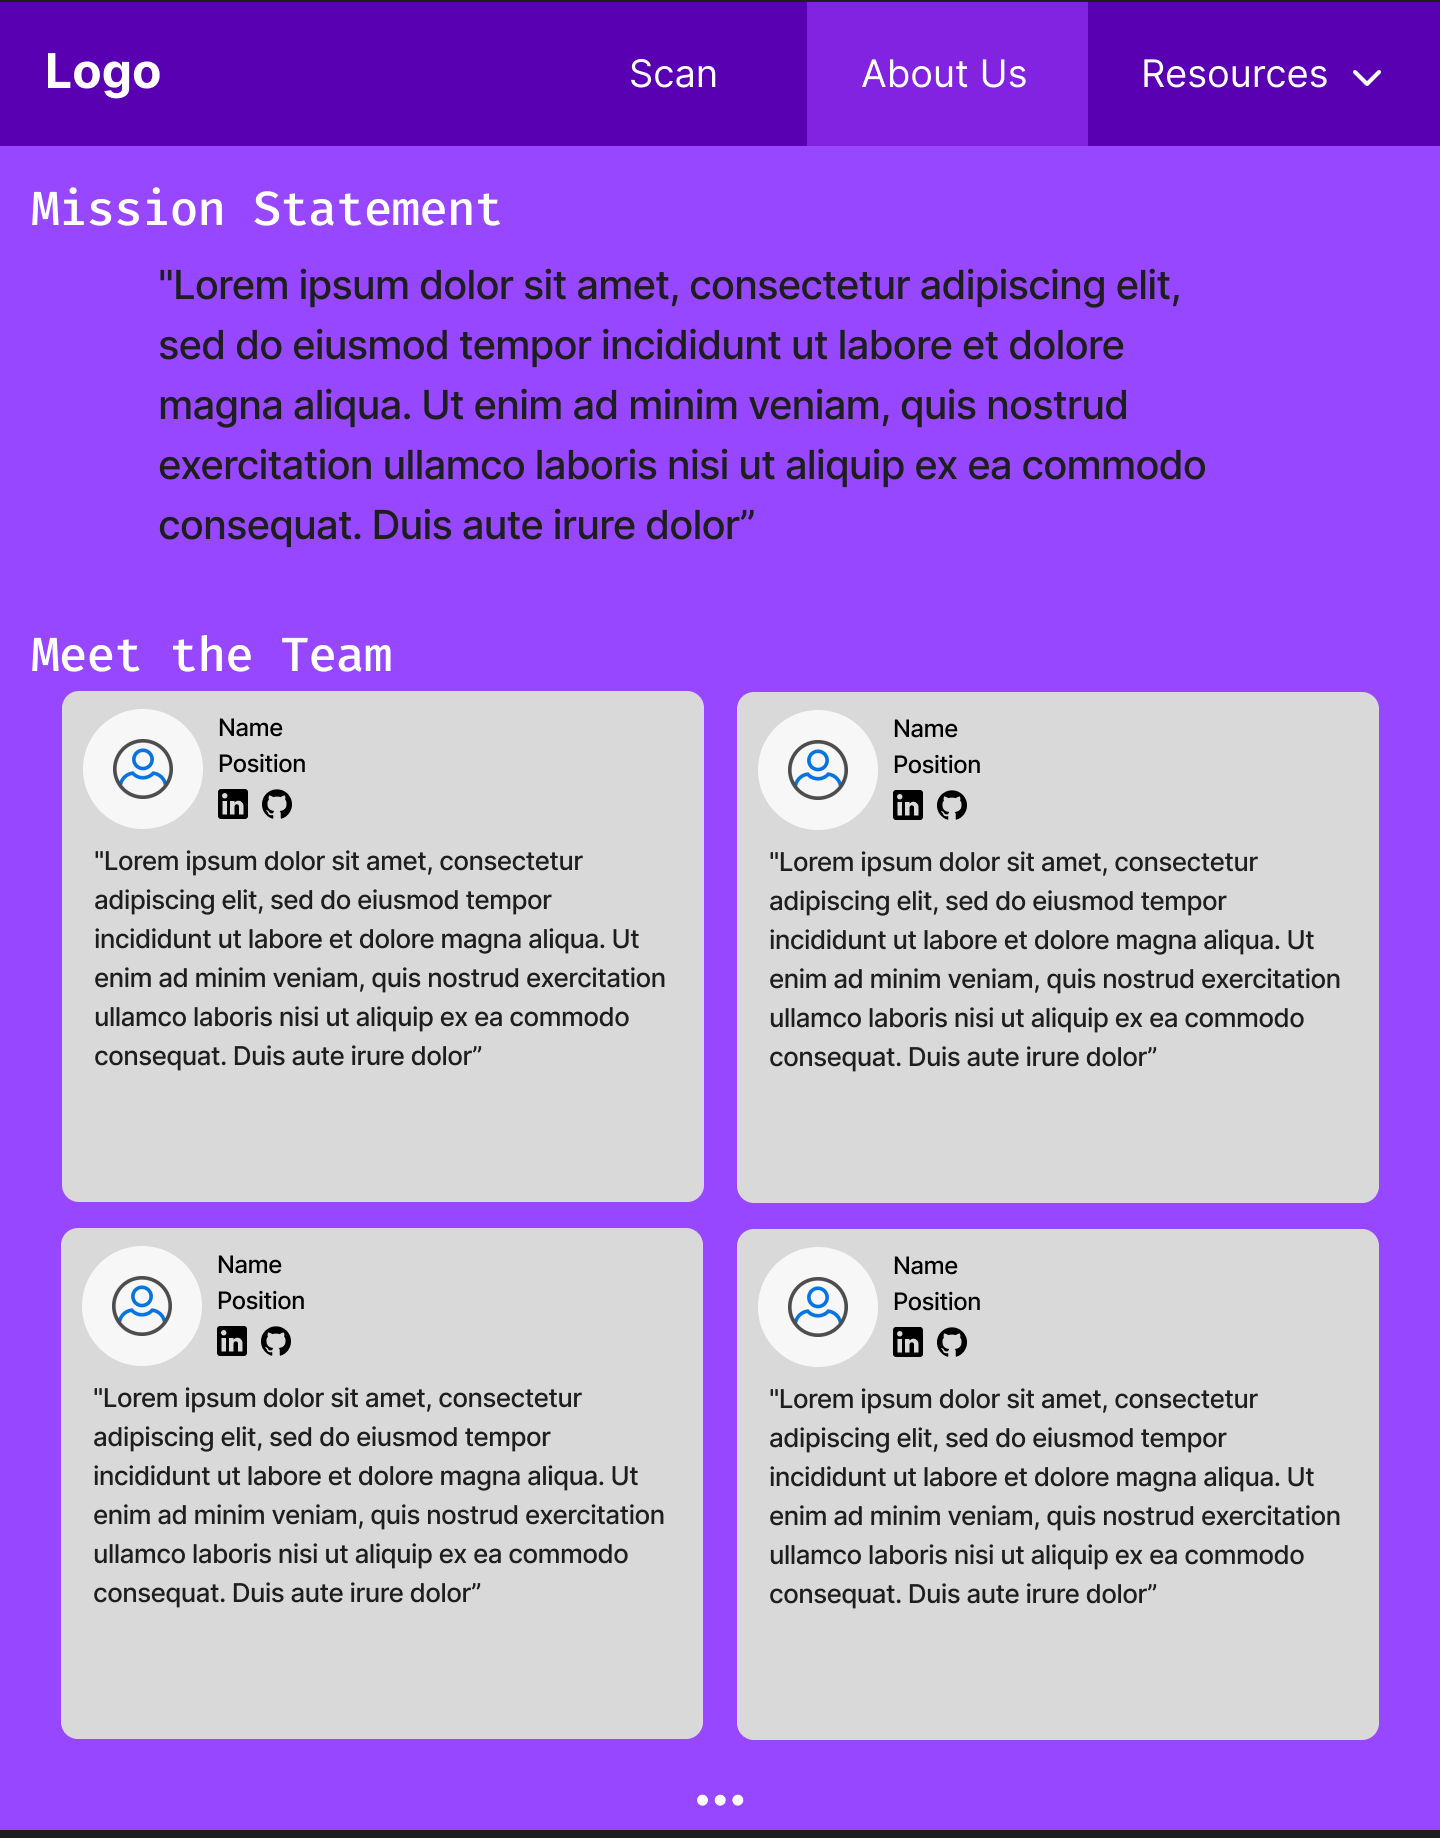 Logo
Scan
About Us
Resources
Mission Statement
"Lorem ipsum dolor sit amet, consectetur adipiscing elit,
sed do eiusmod tempor incididunt ut labore et dolore
magna aliqua. Ut enim ad minim veniam, quis nostrud
exercitation ullamco laboris nisi ut aliquip ex ea commodo
consequat. Duis aute irure dolor”
Meet the Team
Name
Position
in
"Lorem ipsum dolor sit amet, consectetur
adipiscing elit, sed do eiusmod tempor
incididunt ut labore et dolore magna aliqua. Ut
enim ad minim veniam, quis nostrud exercitation
ullamco laboris nisi ut aliquip ex ea commodo
consequat. Duis aute irure dolor”
Name
Position
in
"Lorem ipsum dolor sit amet, consectetur
adipiscing elit, sed do eiusmod tempor
incididunt ut labore et dolore magna aliqua. Ut
enim ad minim veniam, quis nostrud exercitation
ullamco laboris nisi ut aliquip ex ea commodo
consequat. Duis aute irure dolor”
Name
Position
in
"Lorem ipsum dolor sit amet, consectetur
adipiscing elit, sed do eiusmod tempor
incididunt ut labore et dolore magna aliqua. Ut
enim ad minim veniam, quis nostrud exercitation
ullamco laboris nisi ut aliquip ex ea commodo
consequat. Duis aute irure dolor”
Name
Position
in
"Lorem ipsum dolor sit amet, consectetur
adipiscing elit, sed do eiusmod tempor
incididunt ut labore et dolore magna aliqua. Ut
enim ad minim veniam, quis nostrud exercitation
ullamco laboris nisi ut aliquip ex ea commodo
consequat. Duis aute irure dolor”